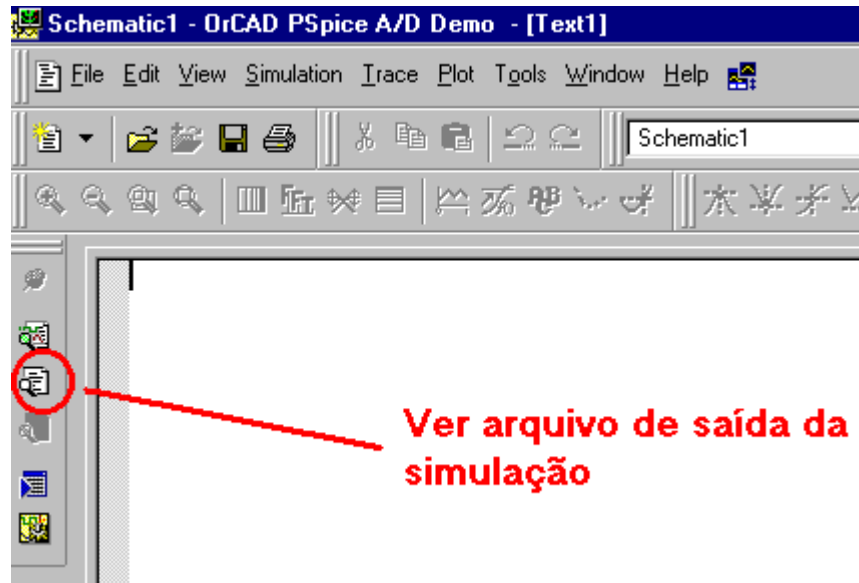 Schematic1 - OrCAD PSpice A/D Demo - [Text1]
File Edit View Simulation Trace Plot Tools Window Help
Schematic1
FFT
Ver arquivo de saída da
simulação